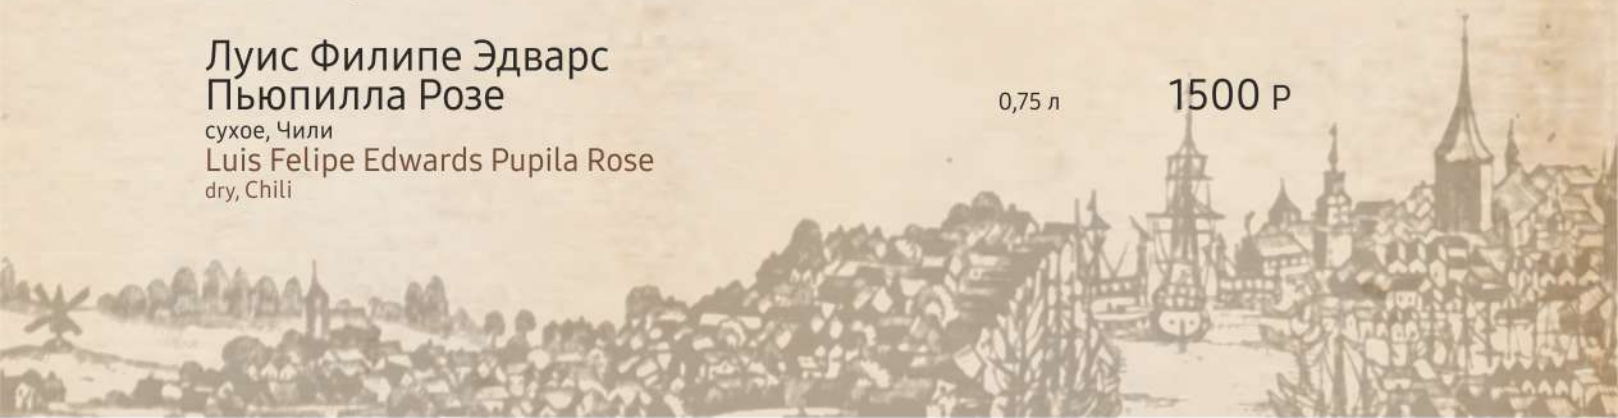 Луис Филипе Эдварс
Пьюпилла Розе
0,75 л
1500 Р
сухое, Чили
Luis Felipe Edwards Pupila Rose
dry, Chili